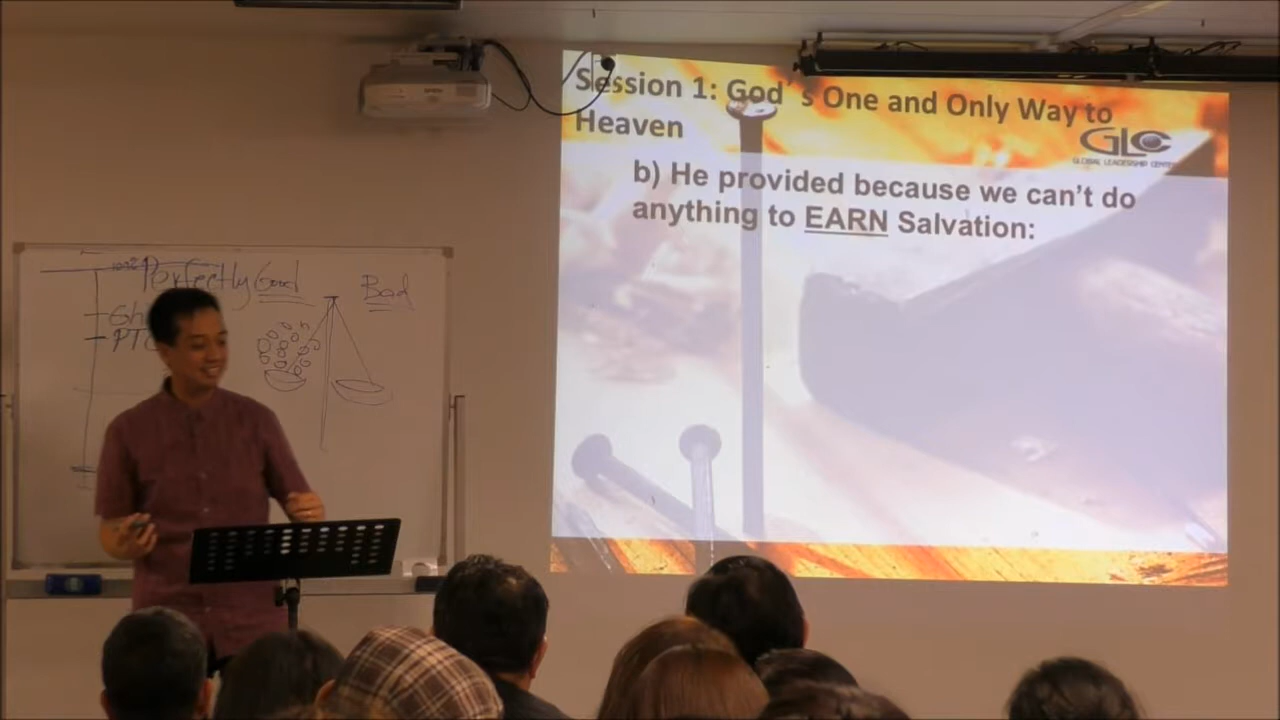 Session 1: God's One and Only Way to
Heaven
GLC
GLOBAL LEADERSHIP CENTER
b) He provided because we can't do
anything to EARN Salvation:
100%
Perfectly Good
Bad